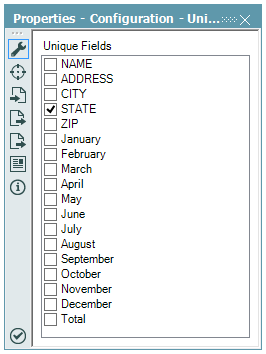 Properties - Configuration - Uni...
Unique Fields
NAME
ADDRESS
CITY
STATE
ZIP
January
February
March
April
May
June
July
August
September
October
November
December
Total